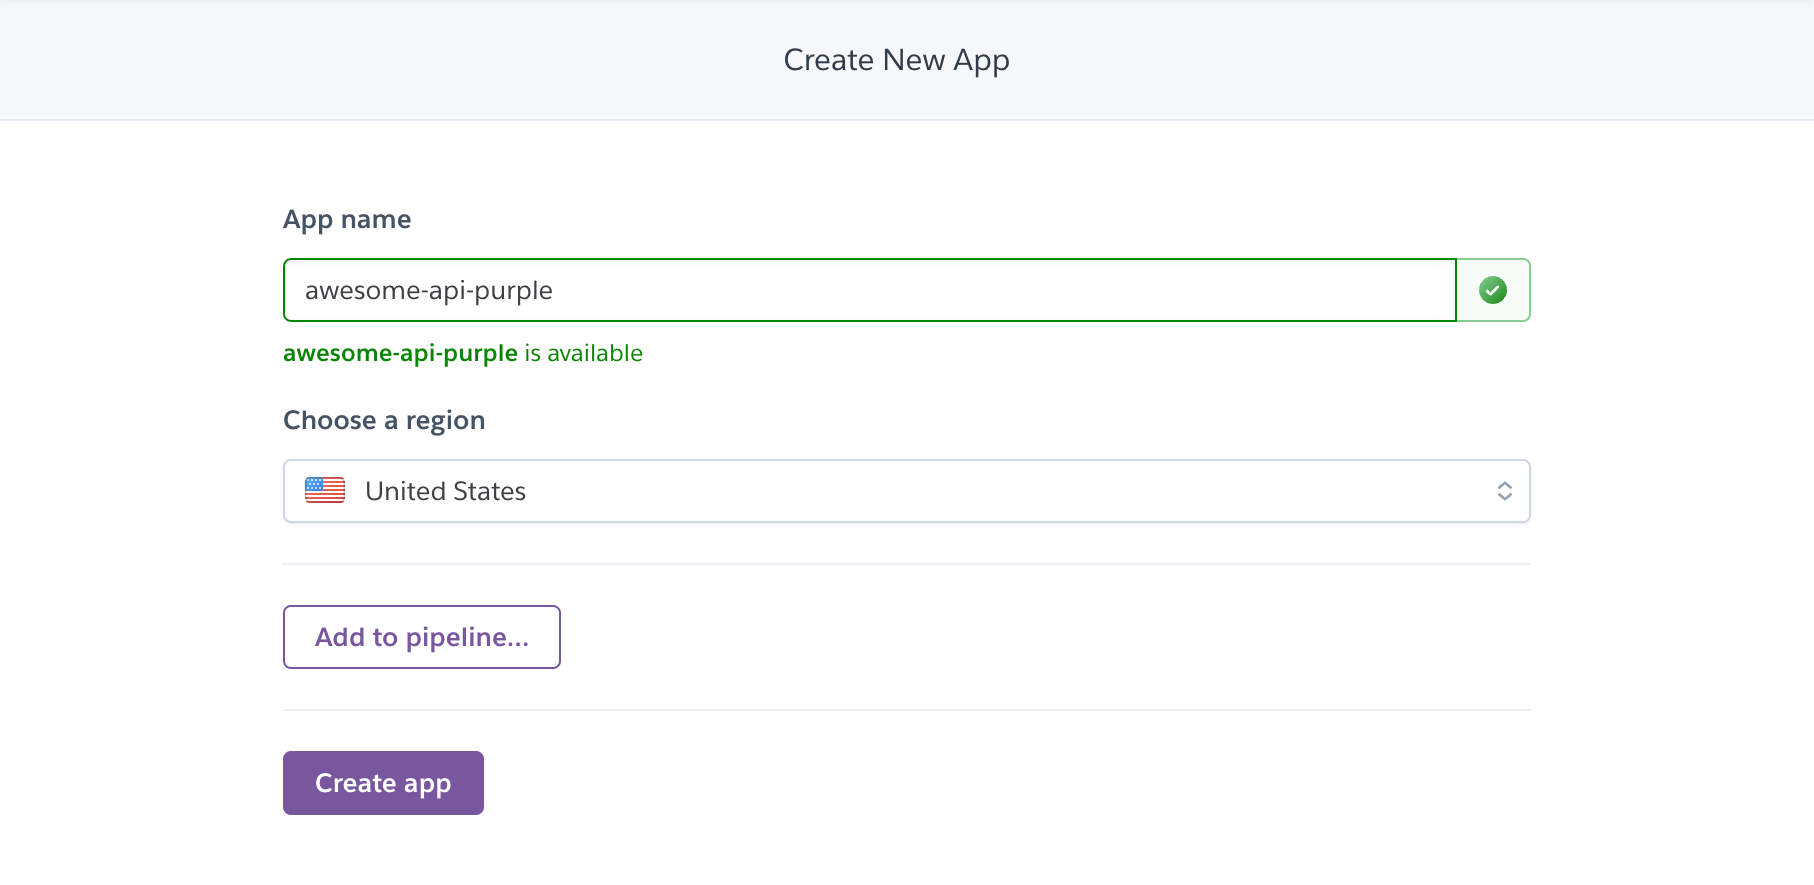 Create New App
App name
awesome-api-purple
awesome-api-purple is available
Choose a region
United States
Add to pipeline...
Create app